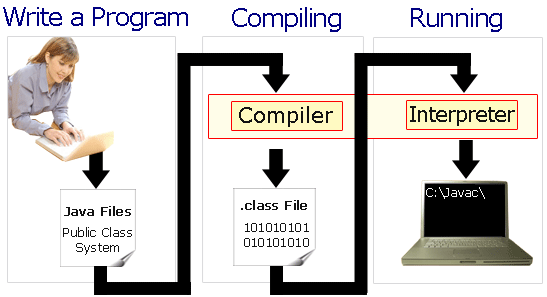 Write a Program
Compiling
Running
Compiler
Interpreter
Java Files
Public Class
System
.class File
101010101
010101010
C:\Javac\